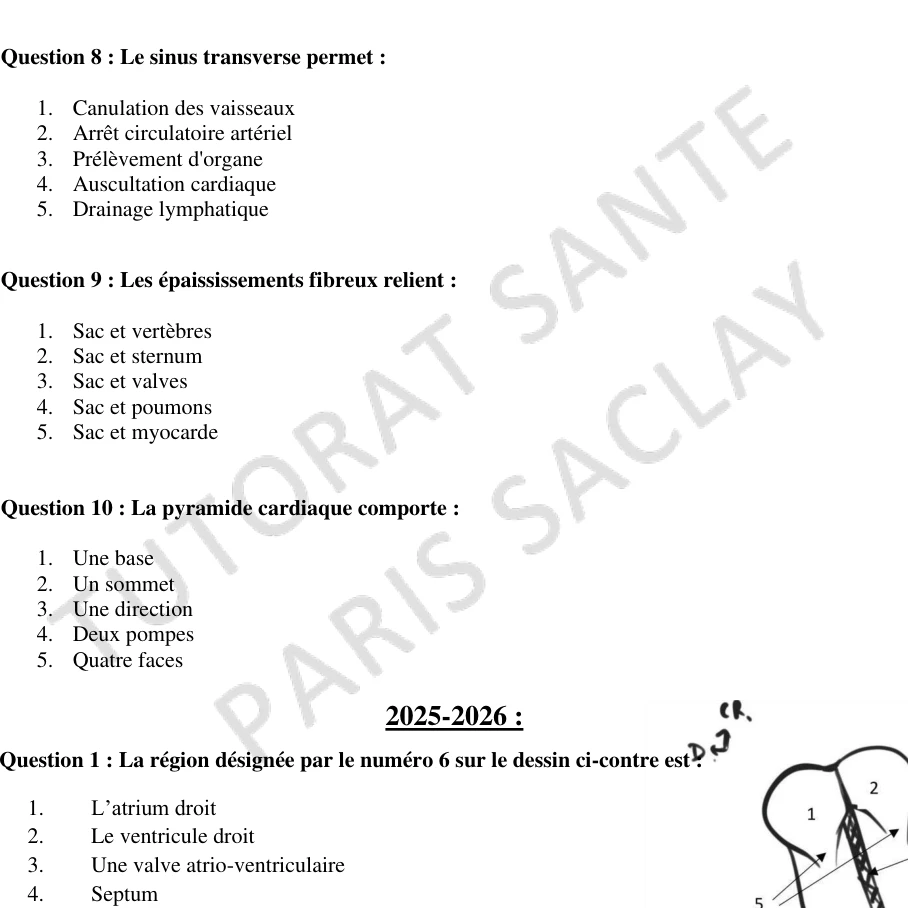 Question 8 : Le sinus transverse permet :
1. Canulation des vaisseaux
2. Arrêt circulatoire artériel
3. Prélèvement d'organe
4. Auscultation cardiaque
5. Drainage lymphatique
Question 9 : Les épaississements fibreux relient :
1. Sac et vertèbres
2. Sac et sternum
3. Sac et valves
4. Sac et poumons
5. Sac et myocarde
Question 10 : La pyramide cardiaque comporte :
1. Une base
2. Un sommet
3. Une direction
4. Deux pompes
5. Quatre faces
TUTORAT SANTE
PARIS SACLAY
2025-2026 :
CR.
D
Question 1 : La région désignée par le numéro 6 sur le dessin ci-contre est :
1. L’atrium droit
2. Le ventricule droit
3. Une valve atrio-ventriculaire
4. Septum
1
2
5